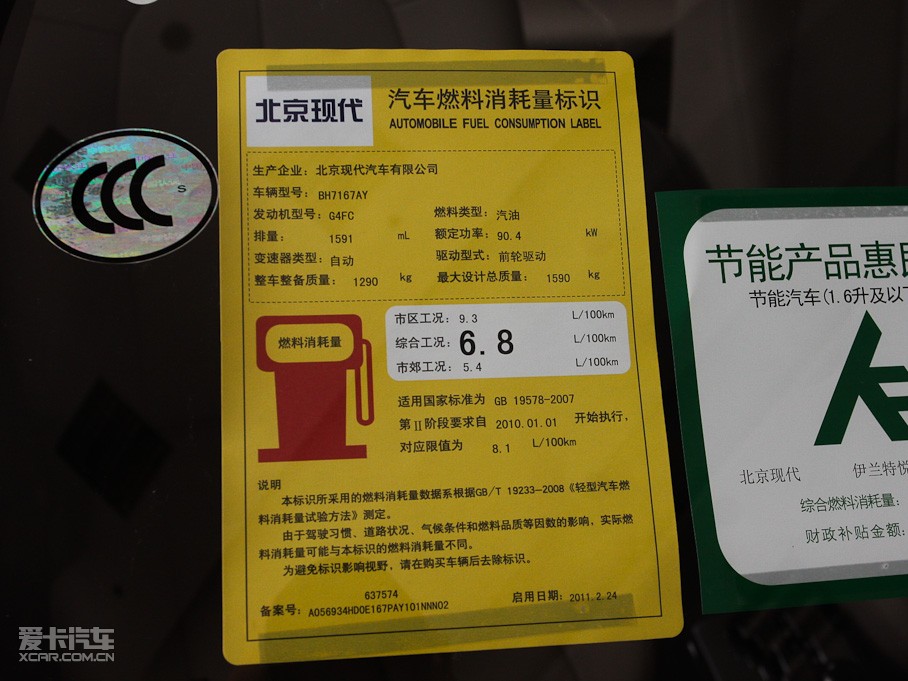 CCC
S
北京现代
汽车燃料消耗量标识
AUTOMOBILE FUEL CONSUMPTION LABEL
生产企业：北京现代汽车有限公司
车辆型号：BH7167AY
发动机型号：G4FC 燃料类型：汽油
排量： 1591 mL 额定功率：90.4 kW
变速器类型：自动 驱动型式：前轮驱动
整车整备质量： 1290 kg 最大设计总质量： 1590 kg
燃料消耗量
市区工况：9.3 L/100km
综合工况：6.8 L/100km
市郊工况：5.4 L/100km
适用国家标准为 GB 19578-2007
第Ⅱ阶段要求自 2010.01.01 开始执行，
对应限值为 8.1 L/100km
说明
本标识所采用的燃料消耗量数据系根据GB/T 19233-2008《轻型汽车燃
料消耗量试验方法》测定。
由于驾驶习惯、道路状况、气候条件和燃料品质等因数的影响，实际燃
料消耗量可能与本标识的燃料消耗量不同。
为避免标识影响视野，请在购买车辆后去除标识。
637574
备案号：A056934HD0E167PAY101NNN02 启用日期：2011.2.24
节能产品惠民
节能汽车(1.6升及以下
北京现代 伊兰特悦
综合燃料消耗量：
财政补贴金额：
爱卡汽车
XCAR.COM.CN